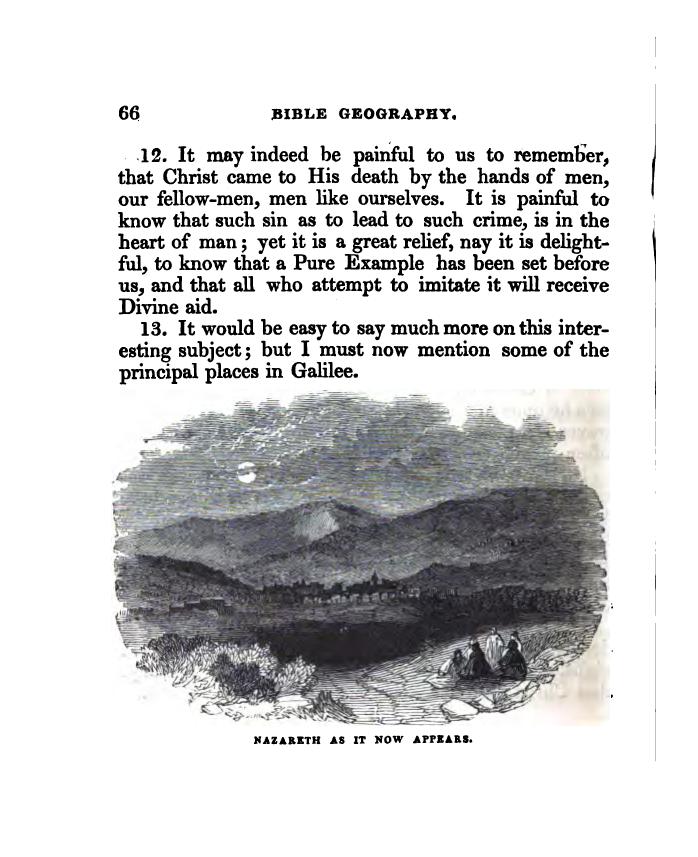 66 BIBLE GEOGRAPHY.
12. It may indeed be painful to us to remember,
that Christ came to His death by the hands of men,
our fellow-men, men like ourselves. It is painful to
know that such sin as to lead to such crime, is in the
heart of man; yet it is a great relief, nay it is delight-
ful, to know that a Pure Example has been set before
us, and that all who attempt to imitate it will receive
Divine aid.
13. It would be easy to say much more on this inter-
esting subject; but I must now mention some of the
principal places in Galilee.
NAZARETH AS IT NOW APPEARS.